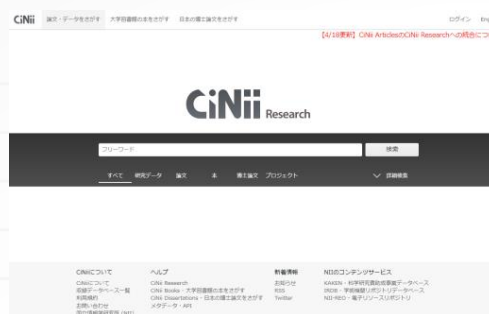 CiNii 論文・データをさがす 大学図書館の本をさがす 日本の博士論文をさがす ログイン Eng
【4/18更新】CiNii ArticlesのCiNii Researchへの統合につ
CiNii Research
フリーワード 検索
すべて 研究データ 論文 本 博士論文 プロジェクト 詳細検索
CiNiiについて ヘルプ 新着情報 NIIのコンテンツサービス
CiNiiについて CiNii Research お知らせ KAKEN - 科学研究費助成事業データベース
収録データベース一覧 CiNii Books - 大学図書館の本をさがす RSS IRDB - 学術機関リポジトリデータベース
利用規約 CiNii Dissertations - 日本の博士論文をさがす Twitter NII-REO - 電子リソースリポジトリ
お問い合わせ メタデータ・API
国立情報学研究所 (NII)